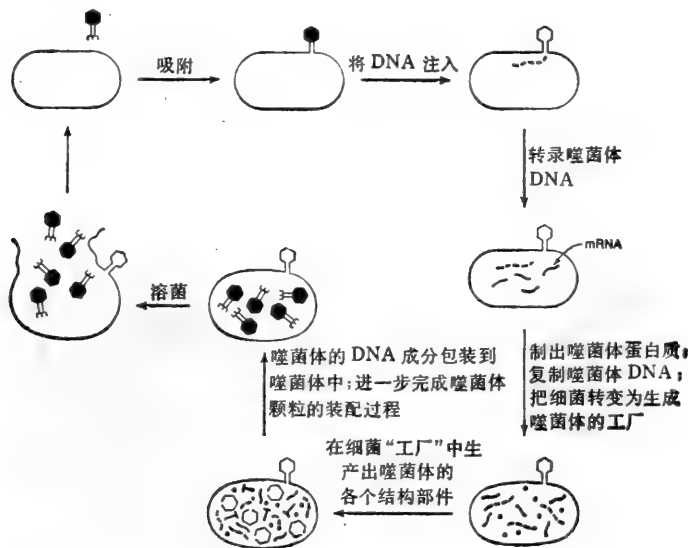 吸附
将 DNA 注入
转录噬菌体
DNA
mRNA
制出噬菌体蛋白质;
复制噬菌体 DNA;
把细菌转变为生成
噬菌体的工厂
在细菌“工厂”中生
产出噬菌体的
各个结构部件
噬菌体的 DNA 成分包装到
噬菌体中;进一步完成噬菌体
颗粒的装配过程
溶菌